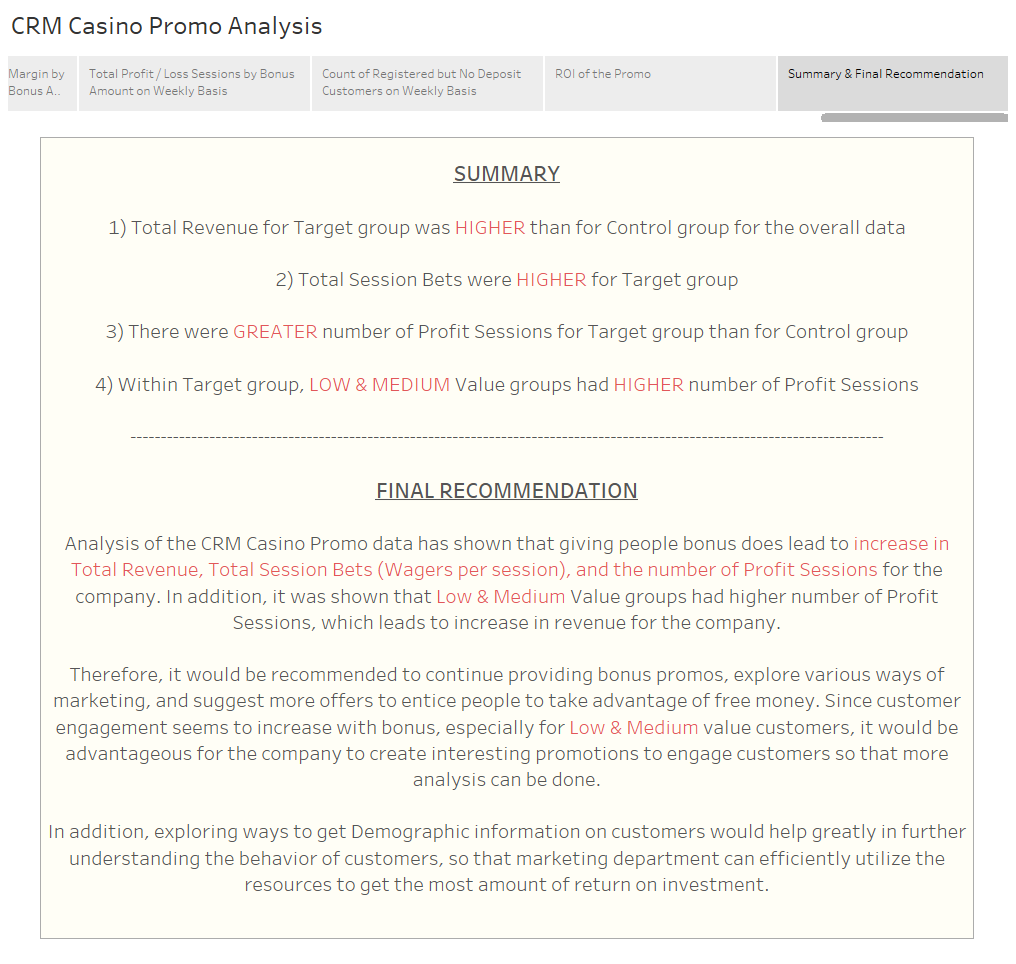 CRM Casino Promo Analysis
Margin by
Bonus A..
Total Profit / Loss Sessions by Bonus
Amount on Weekly Basis
Count of Registered but No Deposit
Customers on Weekly Basis
ROI of the Promo
Summary & Final Recommendation
SUMMARY
1) Total Revenue for Target group was HIGHER than for Control group for the overall data
2) Total Session Bets were HIGHER for Target group
3) There were GREATER number of Profit Sessions for Target group than for Control group
4) Within Target group, LOW & MEDIUM Value groups had HIGHER number of Profit Sessions
------------------------------------------------------------------------------------------------------------------------------
FINAL RECOMMENDATION
Analysis of the CRM Casino Promo data has shown that giving people bonus does lead to increase in
Total Revenue, Total Session Bets (Wagers per session), and the number of Profit Sessions for the
company. In addition, it was shown that Low & Medium Value groups had higher number of Profit
Sessions, which leads to increase in revenue for the company.
Therefore, it would be recommended to continue providing bonus promos, explore various ways of
marketing, and suggest more offers to entice people to take advantage of free money. Since customer
engagement seems to increase with bonus, especially for Low & Medium value customers, it would be
advantageous for the company to create interesting promotions to engage customers so that more
analysis can be done.
In addition, exploring ways to get Demographic information on customers would help greatly in further
understanding the behavior of customers, so that marketing department can efficiently utilize the
resources to get the most amount of return on investment.